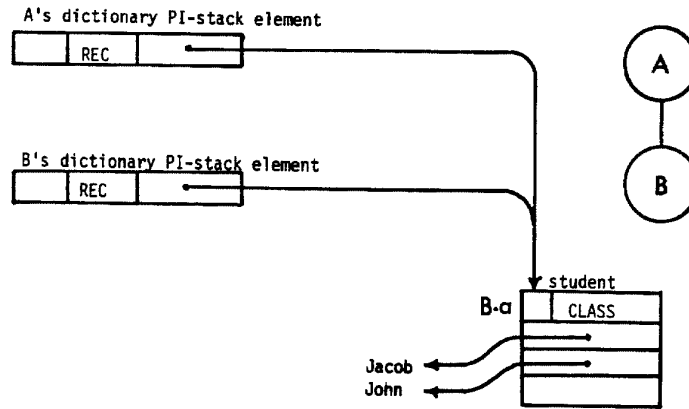 A's dictionary PI-stack element
REC
A
B's dictionary PI-stack element
REC
B
student
B-a
CLASS
Jacob
John